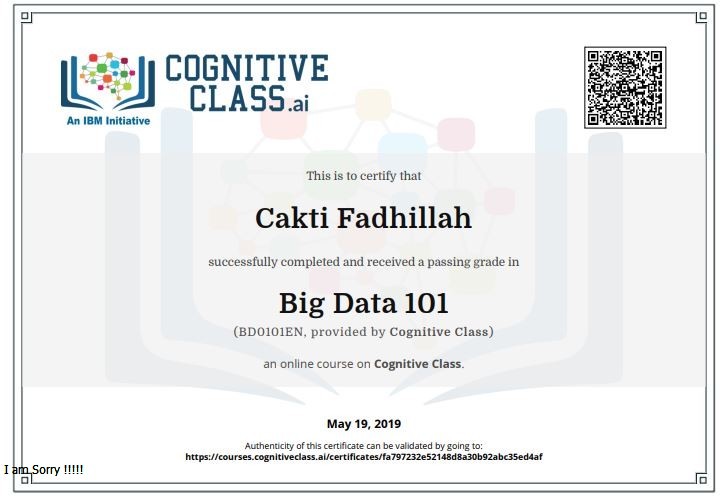 COGNITIVE
CLASS.ai
An IBM Initiative
This is to certify that
Cakti Fadhillah
successfully completed and received a passing grade in
Big Data 101
(BD0101EN, provided by Cognitive Class)
an online course on Cognitive Class.
May 19, 2019
Authenticity of this certificate can be validated by going to:
https://courses.cognitiveclass.ai/certificates/fa797232e52148d8a30b92abc35ed4af
I am Sorry !!!!!